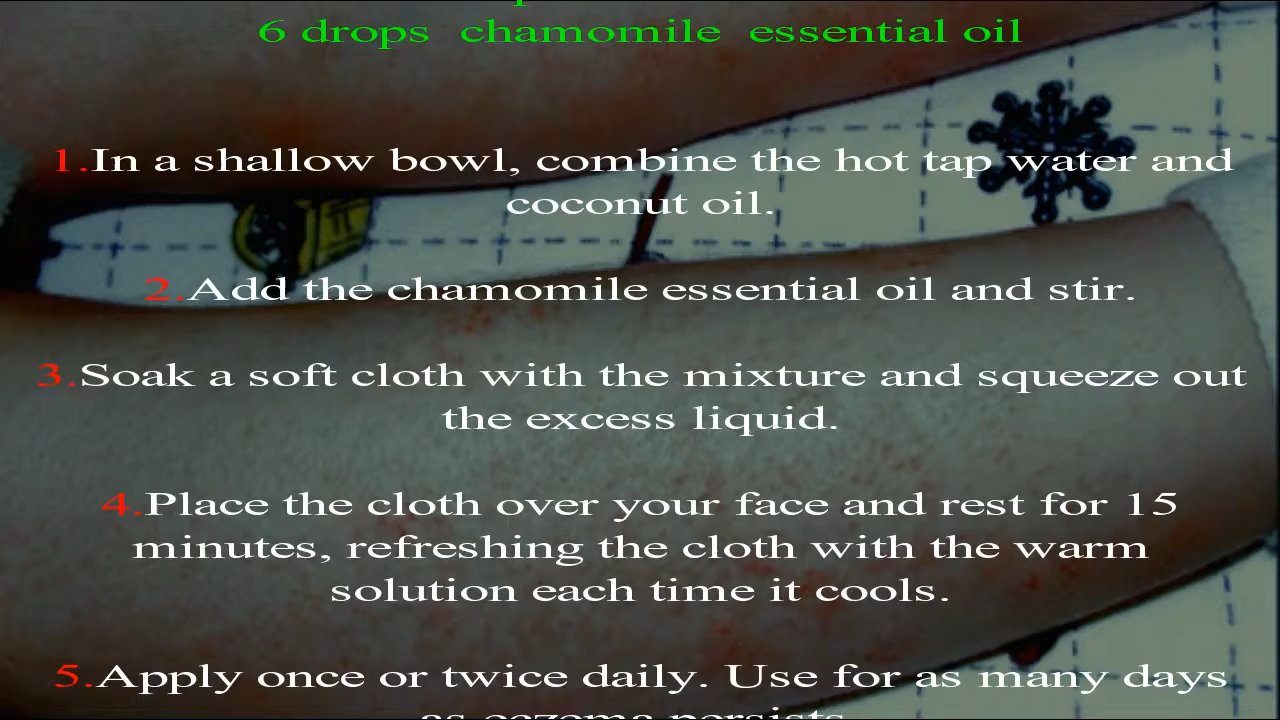 6 drops chamomile essential oil
1.In a shallow bowl, combine the hot tap water and
coconut oil.
2.Add the chamomile essential oil and stir.
3.Soak a soft cloth with the mixture and squeeze out
the excess liquid.
4.Place the cloth over your face and rest for 15
minutes, refreshing the cloth with the warm
solution each time it cools.
5.Apply once or twice daily. Use for as many days
as eczema persists.